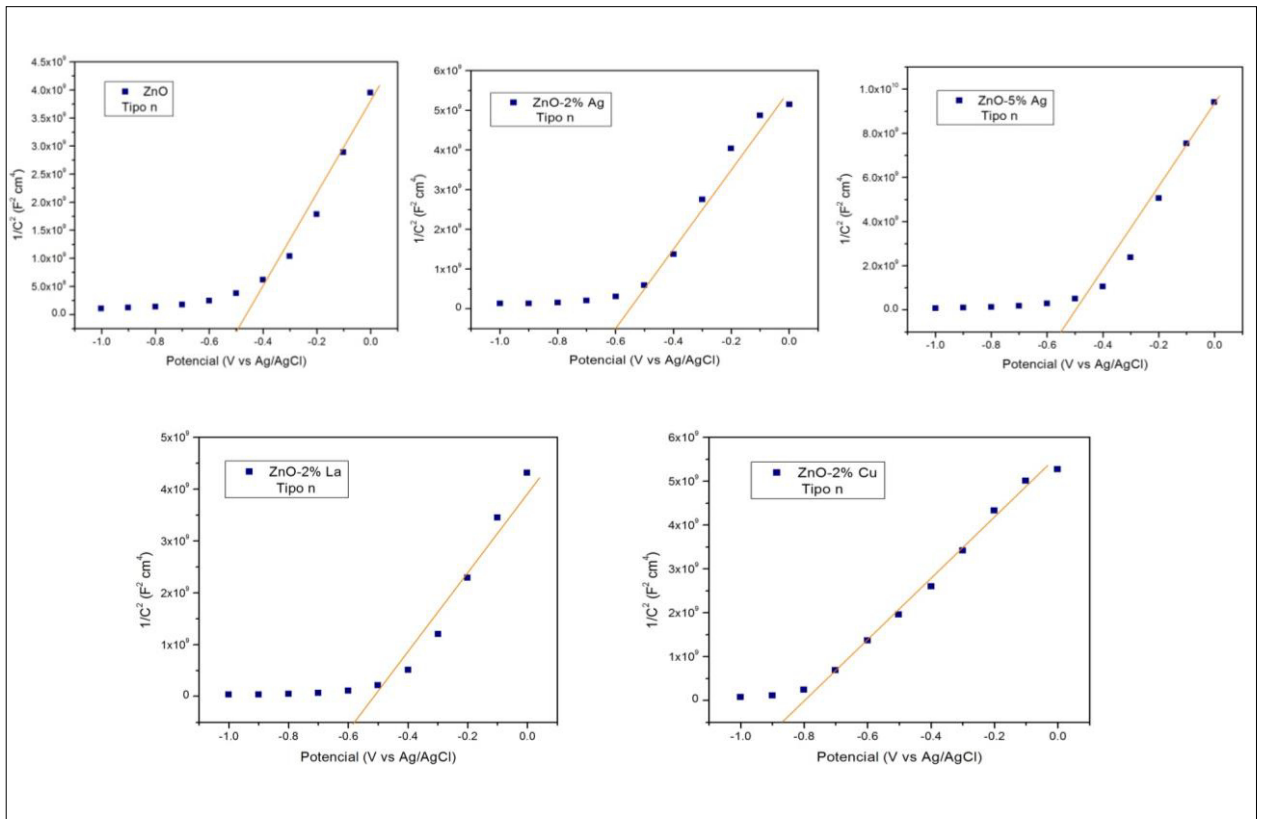 4.5x10⁹
4.0x10⁹
3.5x10⁹
3.0x10⁹
2.5x10⁹
2.0x10⁹
1.5x10⁹
1.0x10⁹
5.0x10⁸
0.0
1/C² (F² cm⁴)
ZnO
Tipo n
-1.0 -0.8 -0.6 -0.4 -0.2 0.0
Potencial (V vs Ag/AgCl)
6x10⁹
5x10⁹
4x10⁹
3x10⁹
2x10⁹
1x10⁹
0
1/C² (F² cm⁴)
ZnO-2% Ag
Tipo n
-1.0 -0.8 -0.6 -0.4 -0.2 0.0
Potencial (V vs Ag/AgCl)
1.0x10¹⁰
8.0x10⁹
6.0x10⁹
4.0x10⁹
2.0x10⁹
0.0
1/C² (F² cm⁴)
ZnO-5% Ag
Tipo n
-1.0 -0.8 -0.6 -0.4 -0.2 0.0
Potencial (V vs Ag/AgCl)
5x10⁹
4x10⁹
3x10⁹
2x10⁹
1x10⁹
0
1/C² (F² cm⁴)
ZnO-2% La
Tipo n
-1.0 -0.8 -0.6 -0.4 -0.2 0.0
Potencial (V vs Ag/AgCl)
6x10⁹
5x10⁹
4x10⁹
3x10⁹
2x10⁹
1x10⁹
0
1/C² (F² cm⁴)
ZnO-2% Cu
Tipo n
-1.0 -0.8 -0.6 -0.4 -0.2 0.0
Potencial (V vs Ag/AgCl)